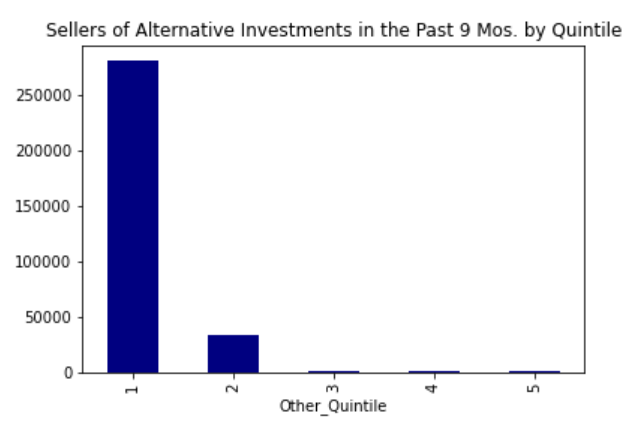 Sellers of Alternative Investments in the Past 9 Mos. by Quintile
250000
200000
150000
100000
50000
0
1 2 3 4 5
Other_Quintile